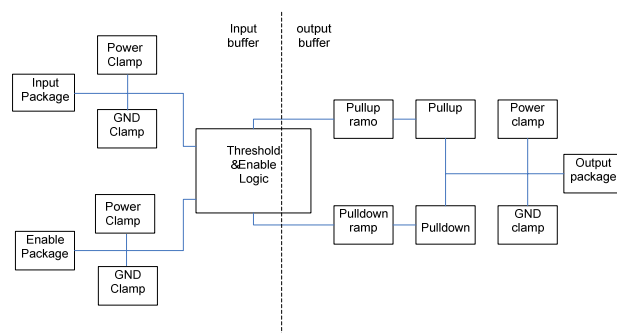 Input
buffer
output
buffer
Power
Clamp
Input
Package
GND
Clamp
Pullup
ramo
Pullup
Power
clamp
Threshold
&Enable
Logic
Output
package
Power
Clamp
Enable
Package
GND
Clamp
Pulldown
ramp
Pulldown
GND
clamp